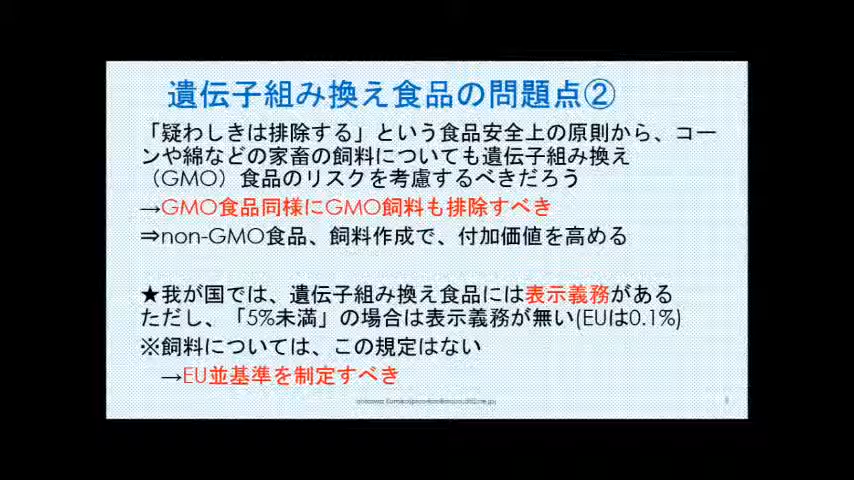 遺伝子組み換え食品の問題点②
「疑わしきは排除する」という食品安全上の原則から、コー
ンや綿などの家畜の飼料についても遺伝子組み換え
（GMO）食品のリスクを考慮するべきだろう
→GMO食品同様にGMO飼料も排除すべき
⇒non-GMO食品、飼料作成で、付加価値を高める
★我が国では、遺伝子組み換え食品には表示義務がある
ただし、「5%未満」の場合は表示義務が無い(EUは0.1%)
※飼料については、この規定はない
→EU並基準を制定すべき